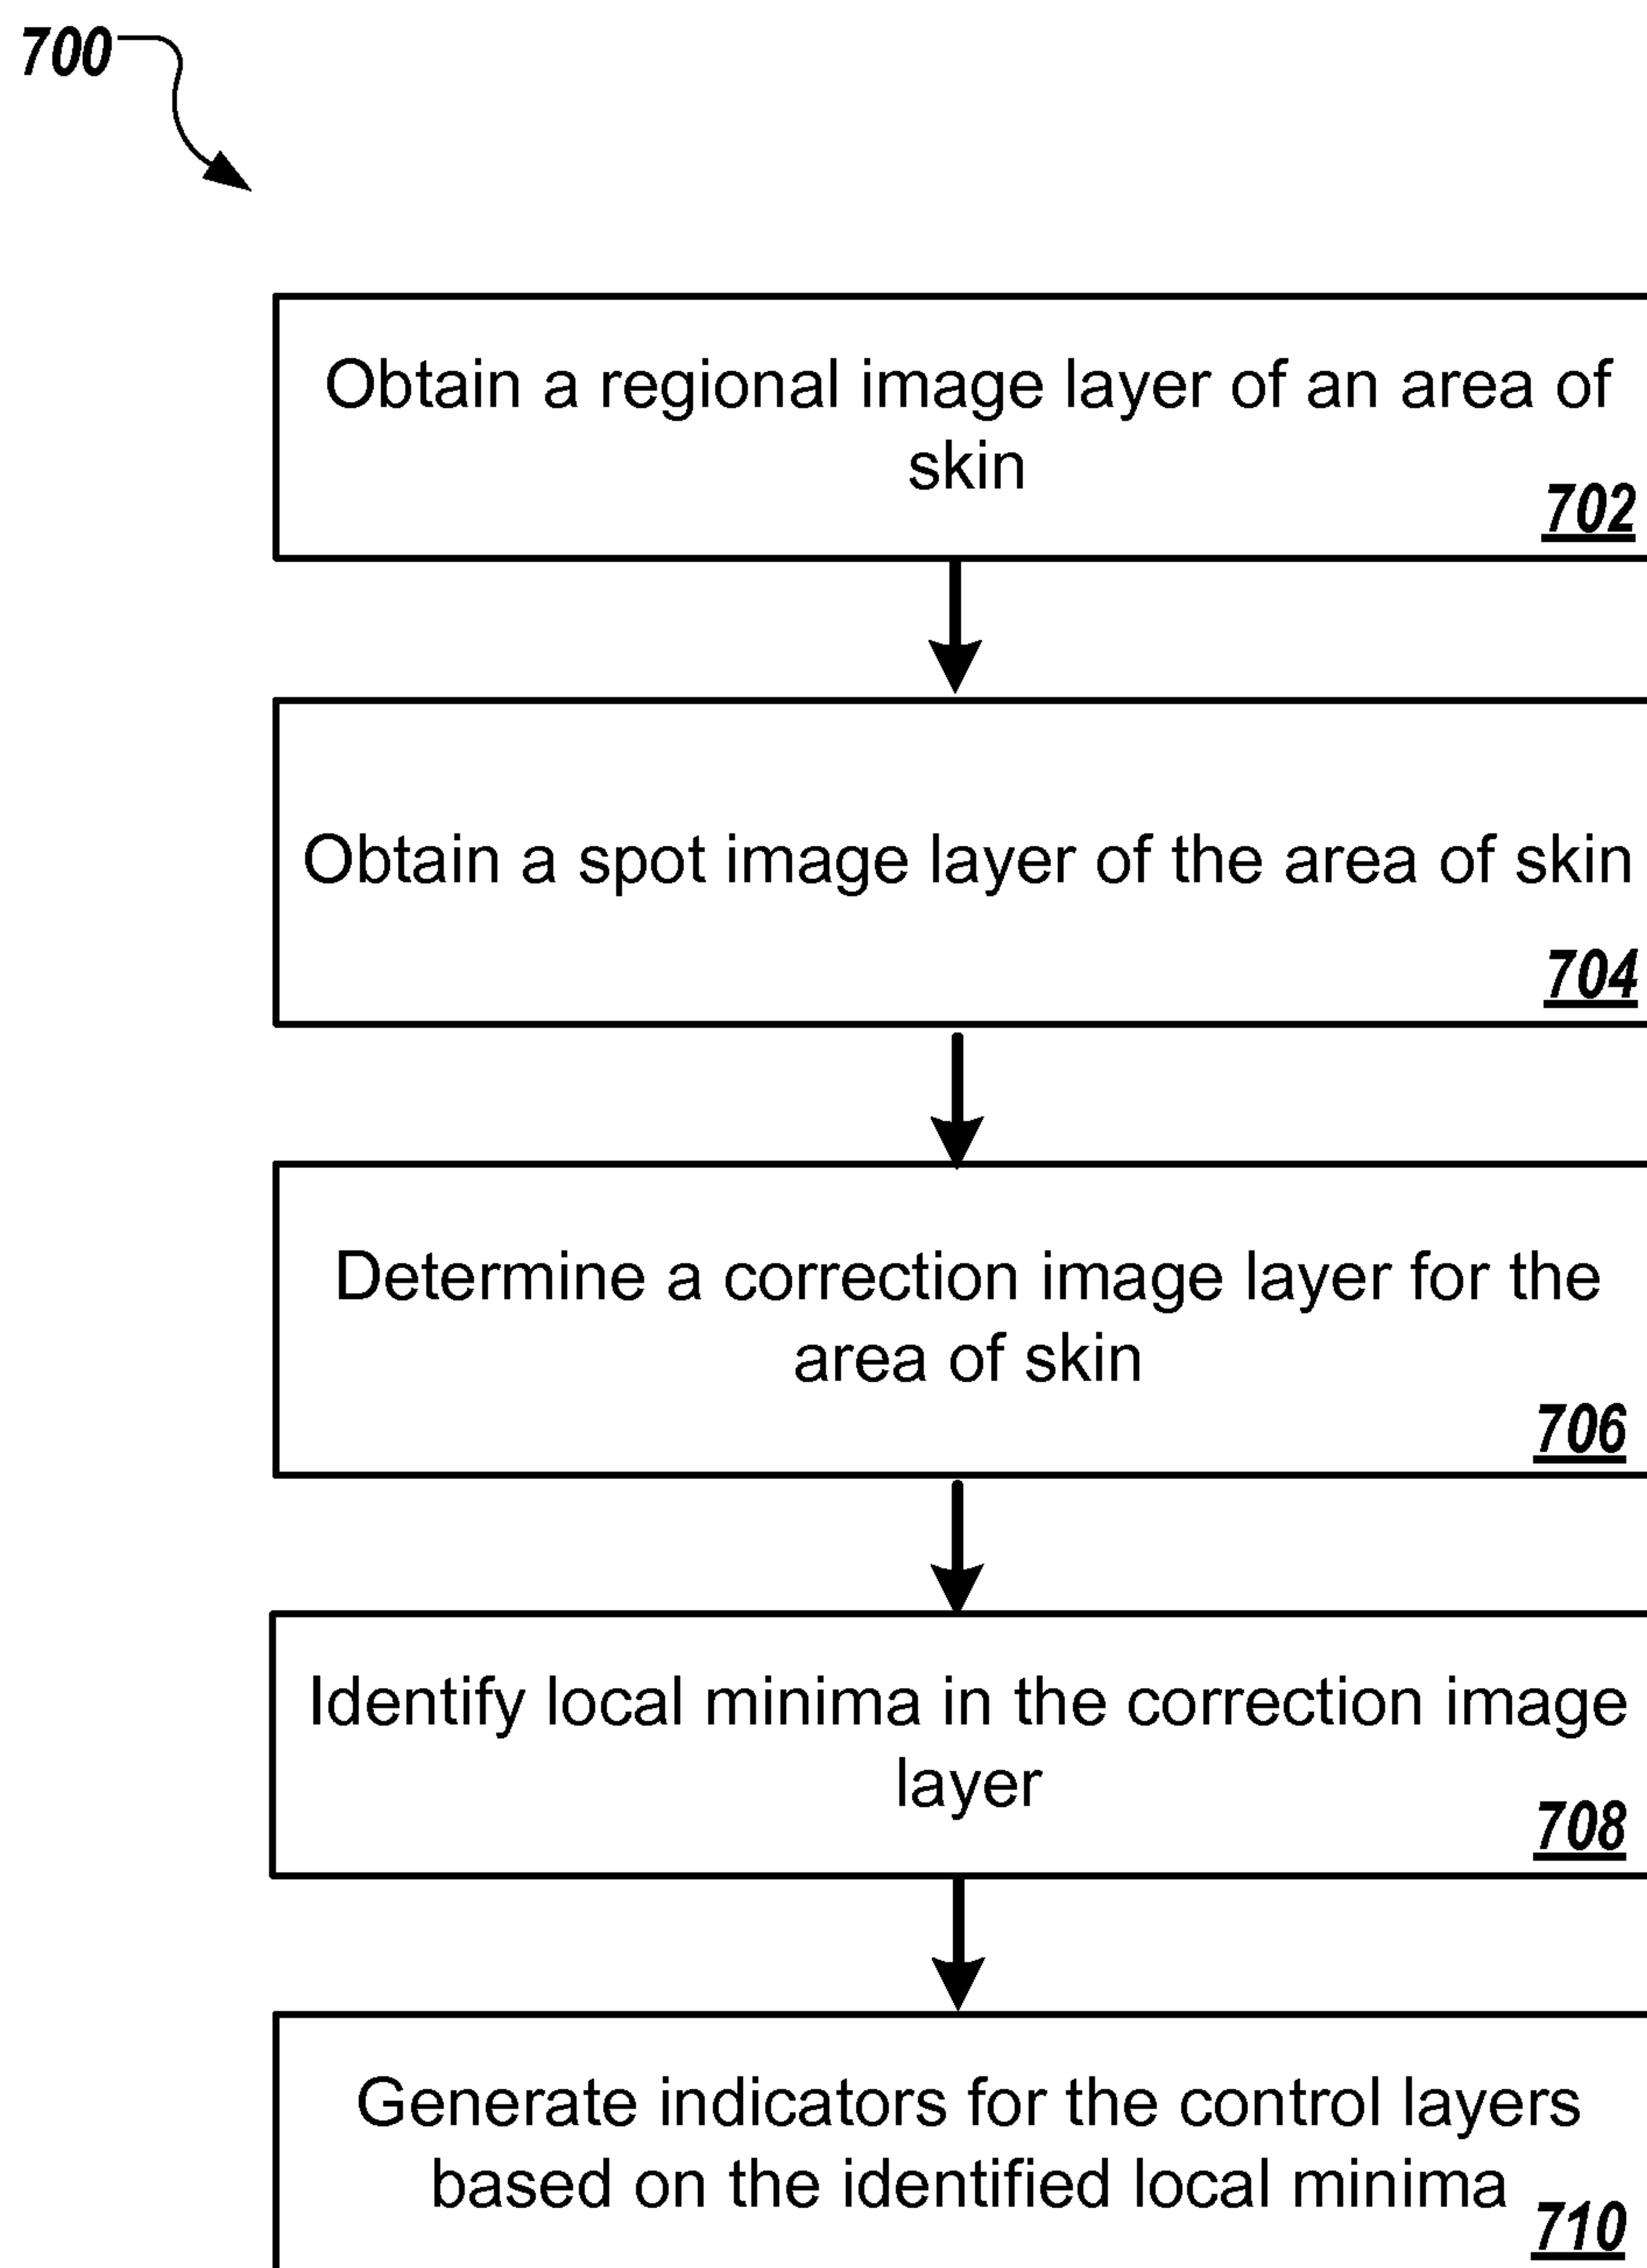 700
Obtain a regional image layer of an area of
skin
702
Obtain a spot image layer of the area of skin
704
Determine a correction image layer for the
area of skin
706
Identify local minima in the correction image
layer
708
Generate indicators for the control layers
based on the identified local minima
710